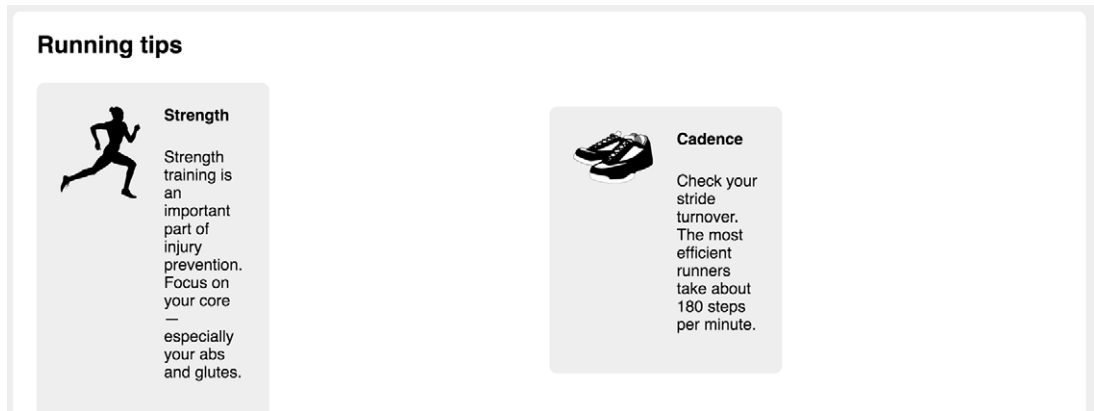 Running tips
Strength
Strength
training is
an
important
part of
injury
prevention.
Focus on
your core
—
especially
your abs
and glutes.
Cadence
Check your
stride
turnover.
The most
efficient
runners
take about
180 steps
per minute.